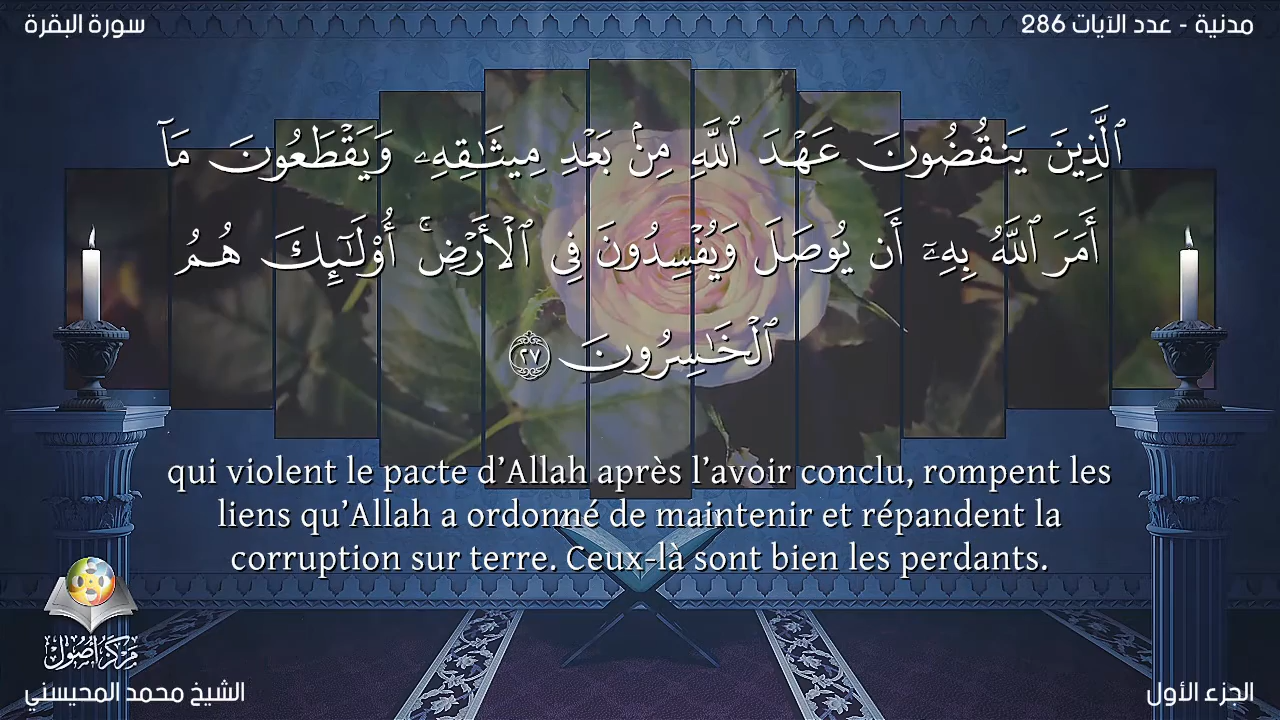 سورة البقرة
مدنية - عدد الآيات 286
ٱلَّذِينَ يَنقُضُونَ عَهْدَ ٱللَّهِ مِنۢ بَعْدِ مِيثَٰقِهِۦ وَيَقْطَعُونَ مَآ
أَمَرَ ٱللَّهُ بِهِۦٓ أَن يُوصَلَ وَيُفْسِدُونَ فِى ٱلْأَرْضِ ۚ أُو۟لَٰٓئِكَ هُمُ
ٱلْخَٰسِرُونَ ٢٧
qui violent le pacte d’Allah après l’avoir conclu, rompent les
liens qu’Allah a ordonné de maintenir et répandent la
corruption sur terre. Ceux-là sont bien les perdants.
مركز أصول
الشيخ محمد المحيسني
الجزء الأول